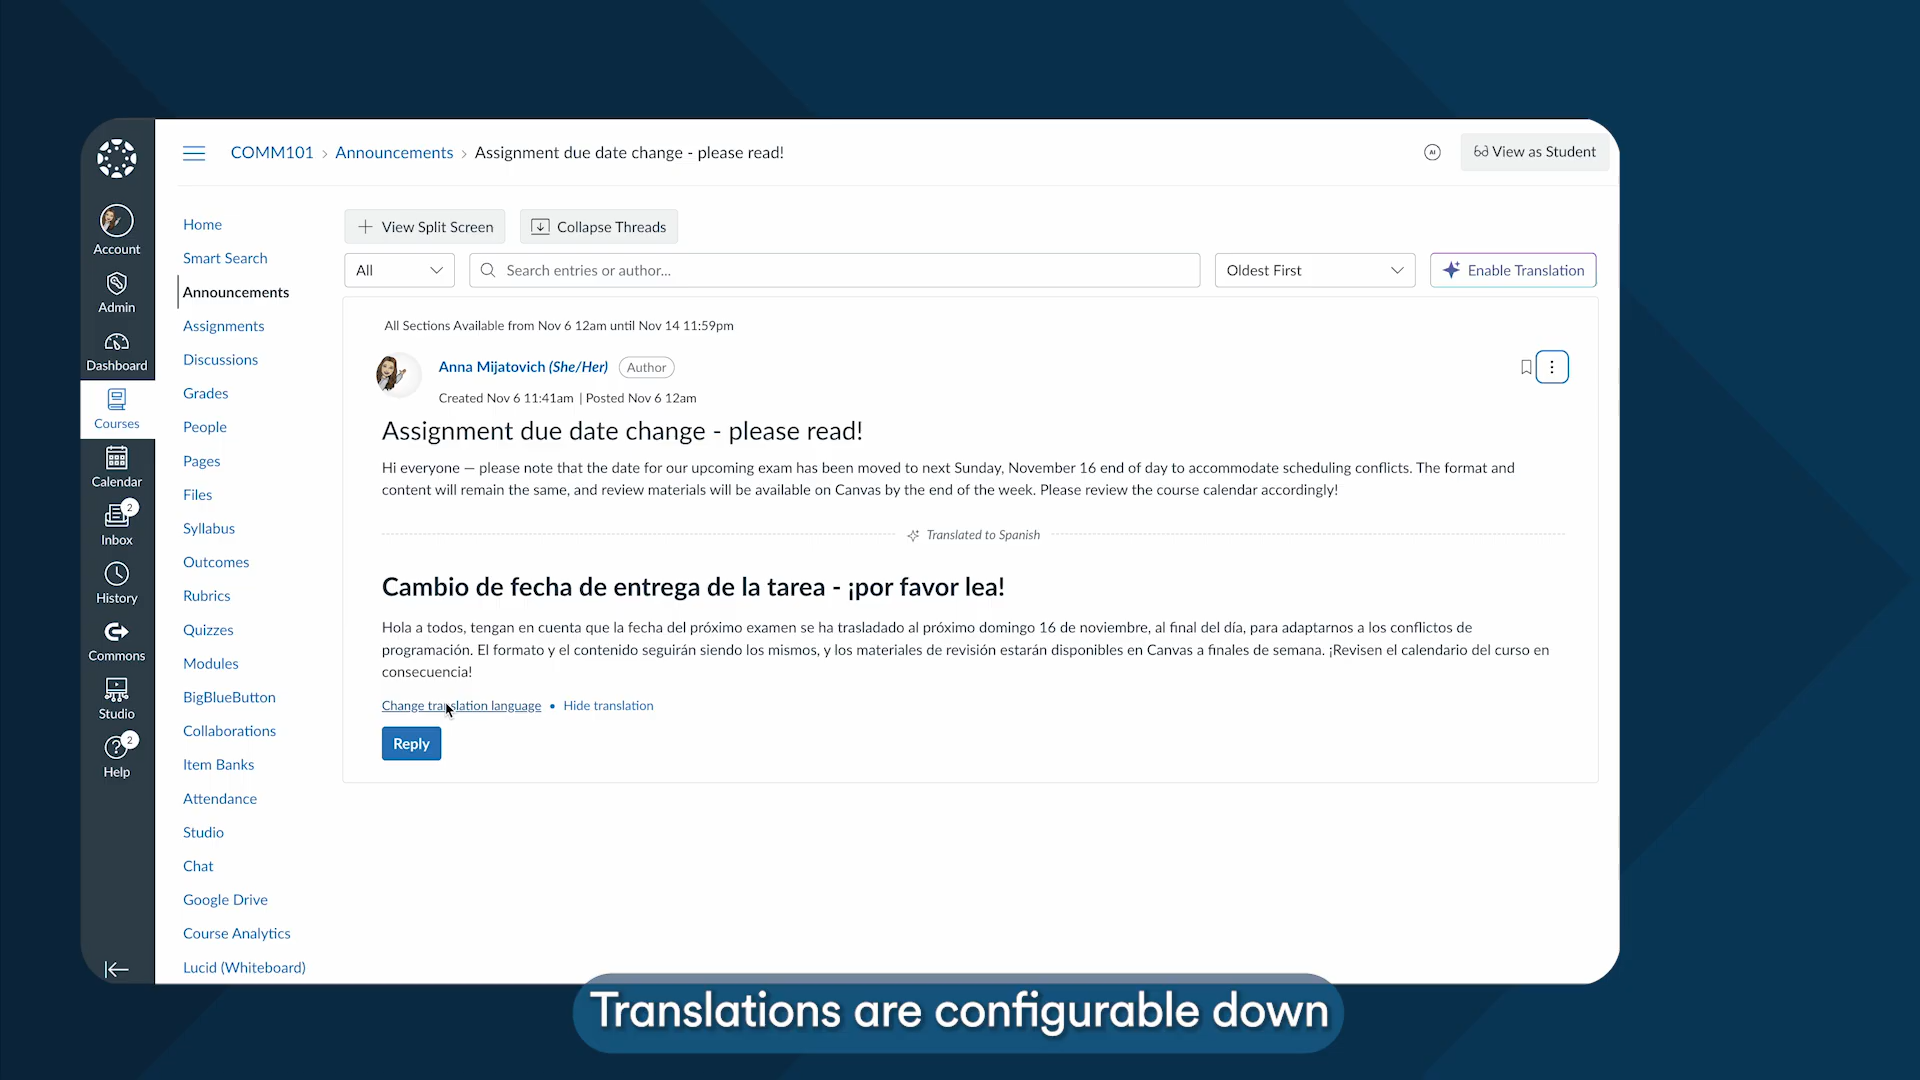 COMM101 › Announcements › Assignment due date change - please read!
AI
View as Student
Account
Admin
Dashboard
Courses
Calendar
2
Inbox
History
Commons
Studio
2
Help
Home
Smart Search
Announcements
Assignments
Discussions
Grades
People
Pages
Files
Syllabus
Outcomes
Rubrics
Quizzes
Modules
BigBlueButton
Collaborations
Item Banks
Attendance
Studio
Chat
Google Drive
Course Analytics
Lucid (Whiteboard)
View Split Screen
Collapse Threads
All
Search entries or author...
Oldest First
Enable Translation
All Sections Available from Nov 6 12am until Nov 14 11:59pm
Anna Mijatovich (She/Her) Author
Created Nov 6 11:41am | Posted Nov 6 12am
Assignment due date change - please read!
Hi everyone — please note that the date for our upcoming exam has been moved to next Sunday, November 16 end of day to accommodate scheduling conflicts. The format and
content will remain the same, and review materials will be available on Canvas by the end of the week. Please review the course calendar accordingly!
Translated to Spanish
Cambio de fecha de entrega de la tarea - ¡por favor lea!
Hola a todos, tengan en cuenta que la fecha del próximo examen se ha trasladado al próximo domingo 16 de noviembre, al final del día, para adaptarnos a los conflictos de
programación. El formato y el contenido seguirán siendo los mismos, y los materiales de revisión estarán disponibles en Canvas a finales de semana. ¡Revisen el calendario del curso en
consecuencia!
Change translation language • Hide translation
Reply
Translations are configurable down